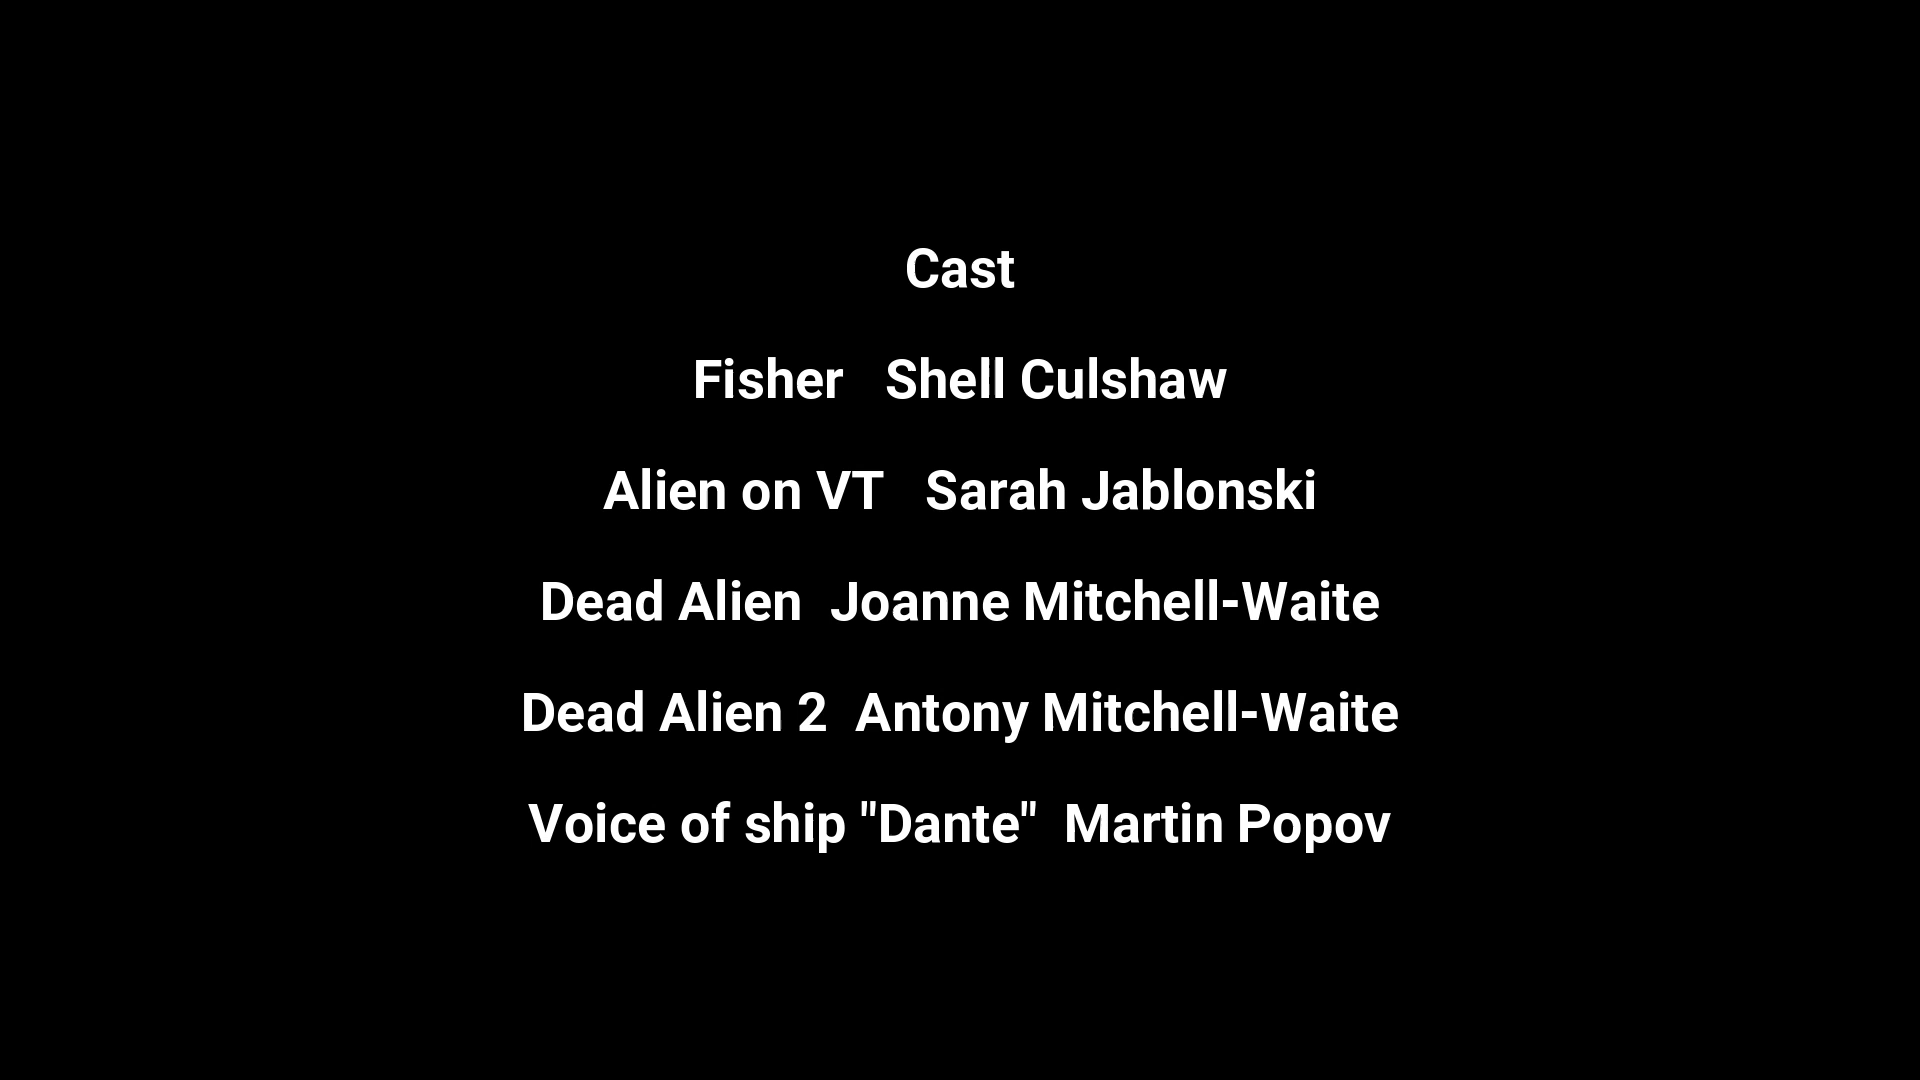 Cast
Fisher   Shell Culshaw
Alien on VT   Sarah Jablonski
Dead Alien  Joanne Mitchell-Waite
Dead Alien 2  Antony Mitchell-Waite
Voice of ship "Dante"  Martin Popov